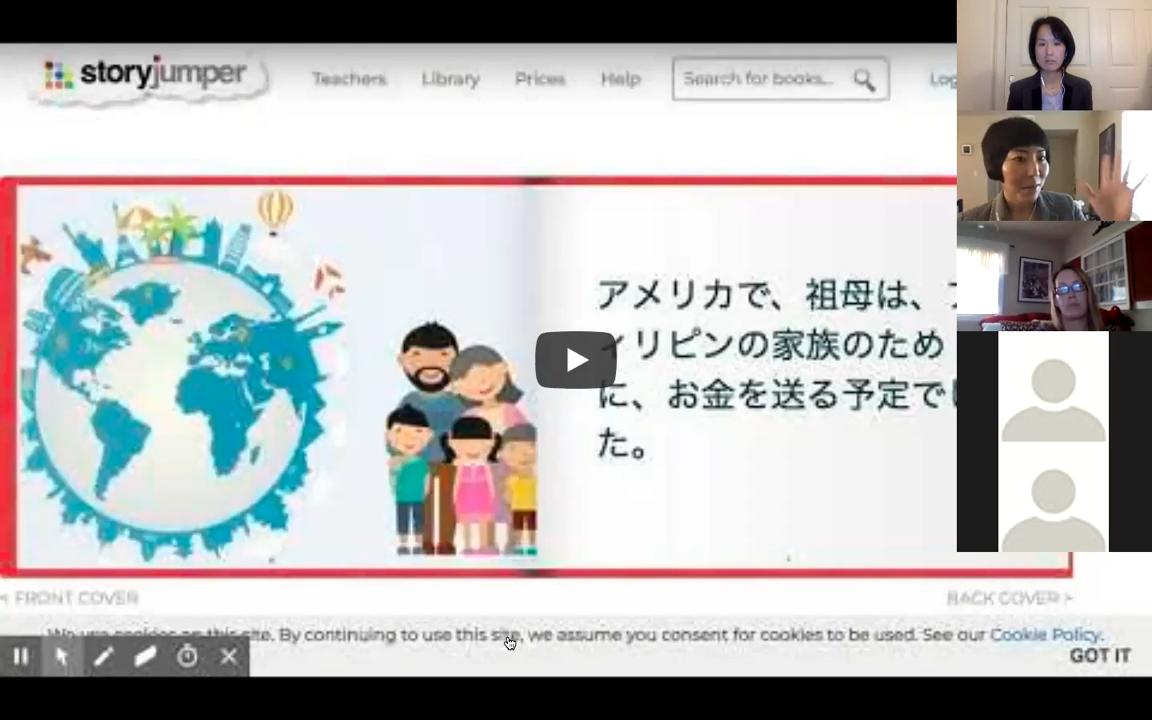 storyjumper
Teachers Library Prices Help Search for books...
アメリカで、祖母は、
ィリピンの家族のため
に、お金を送る予定で
た。
< FRONT COVER
BACK COVER >
We use cookies on this site. By continuing to use this site, we assume you consent for cookies to be used. See our Cookie Policy.
GOT IT